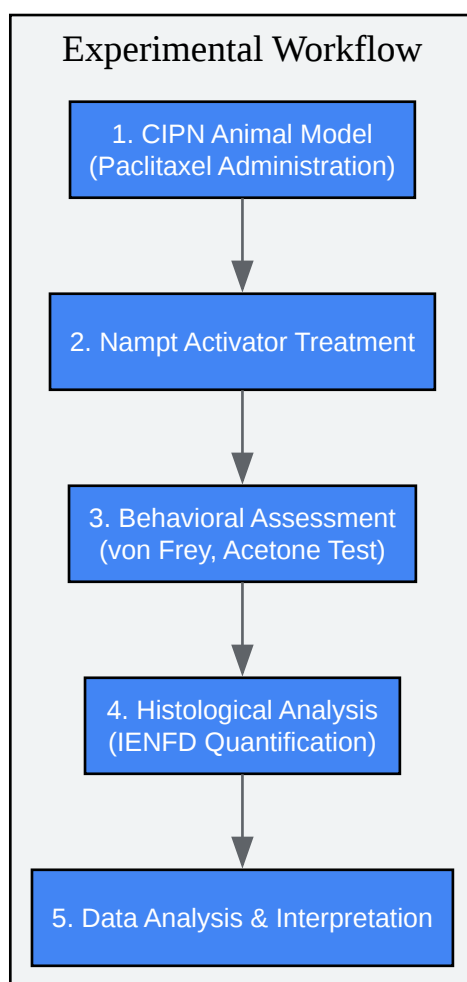 Experimental Workflow
1. CIPN Animal Model
(Paclitaxel Administration)
2. Nampt Activator Treatment
3. Behavioral Assessment
(von Frey, Acetone Test)
4. Histological Analysis
(IENFD Quantification)
5. Data Analysis & Interpretation